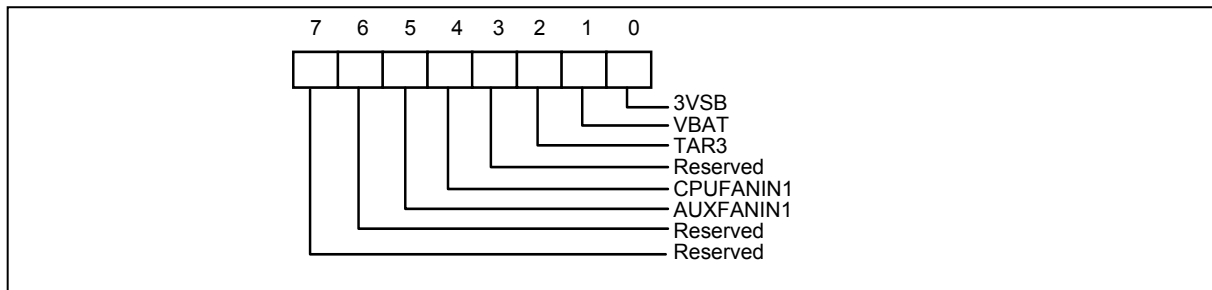 7 6 5 4 3 2 1 0
3VSB
VBAT
TAR3
Reserved
CPUFANIN1
AUXFANIN1
Reserved
Reserved